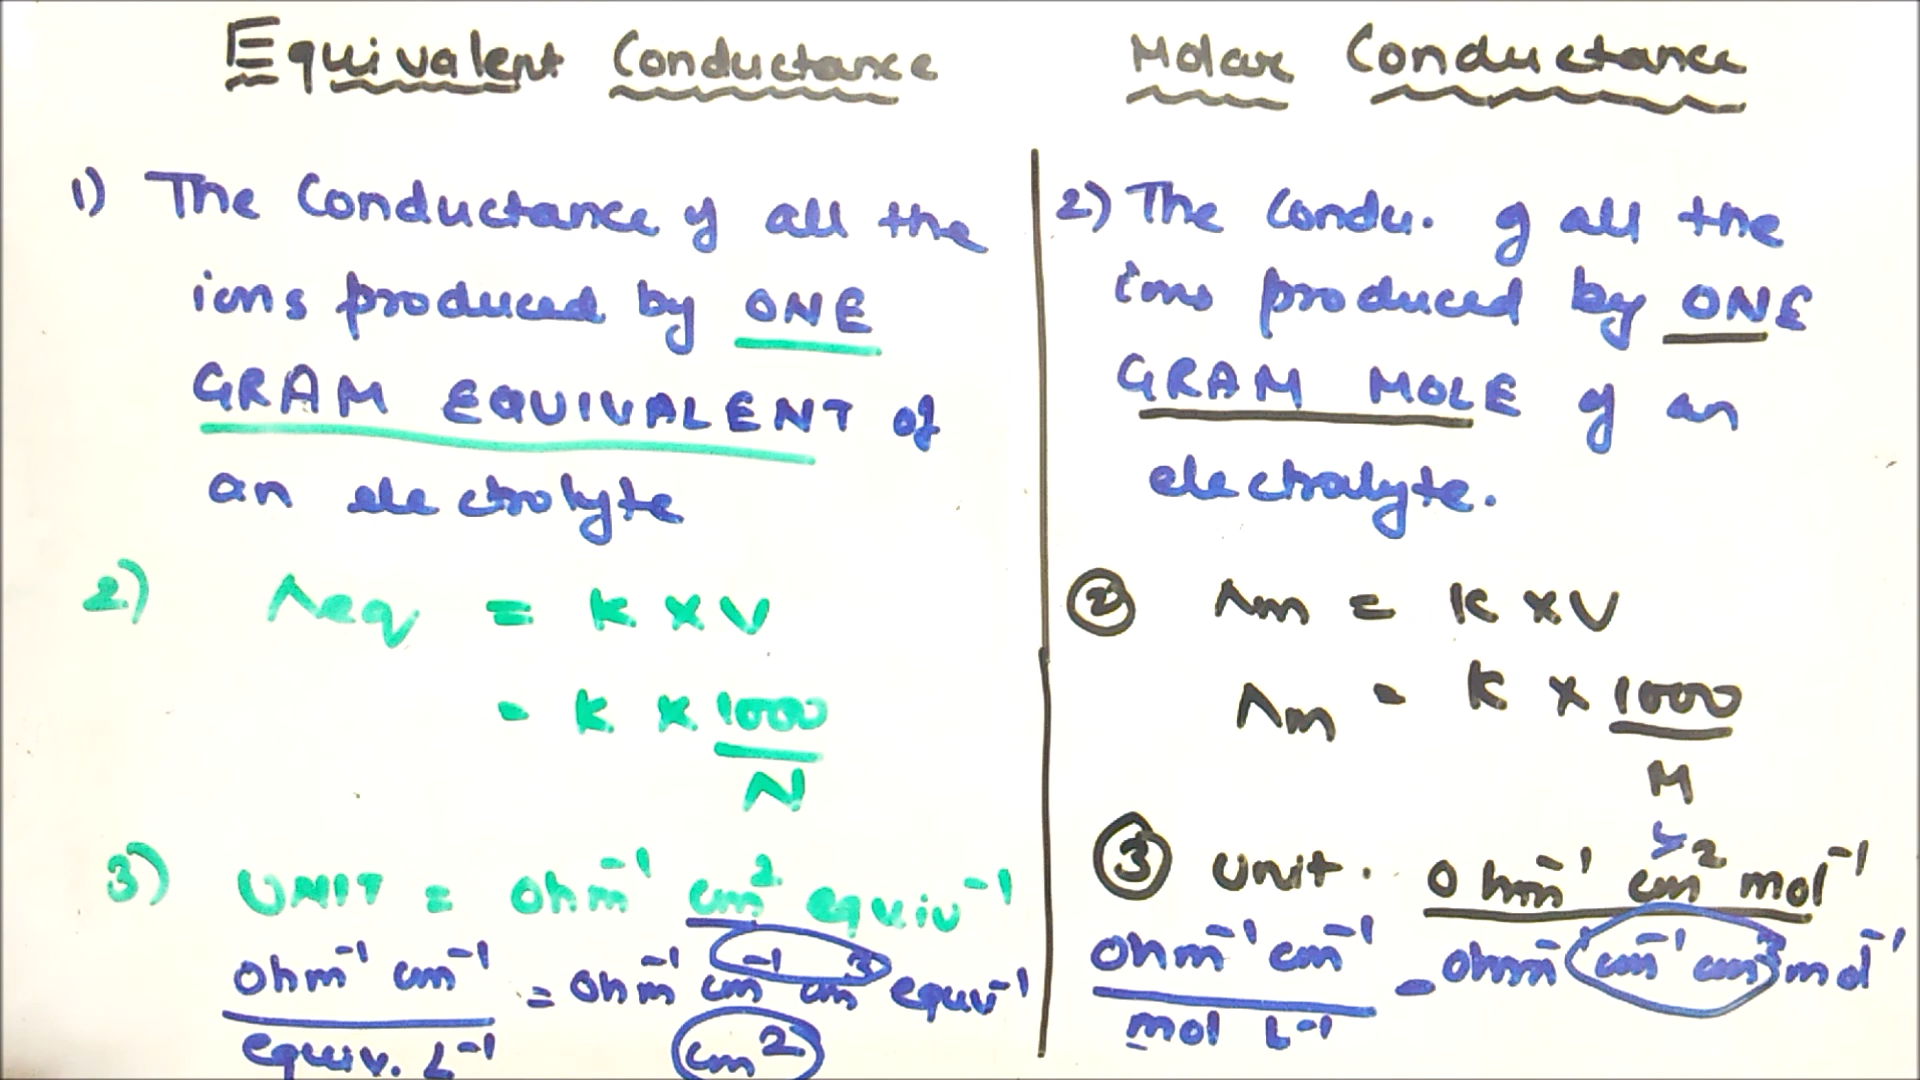 Equivalent Conductance
1) The Conductance of all the
ions produced by ONE
GRAM EQUIVALENT of
an electrolyte
2) Λeq = K × V
= K × 1000
N
3) UNIT = ohm⁻¹ cm² equiv⁻¹
ohm⁻¹ cm⁻¹ = ohm⁻¹ cm⁻¹ cm³ equiv⁻¹
equiv. L⁻¹ cm²
Molar Conductance
2) The Condu. of all the
ions produced by ONE
GRAM MOLE of an
electrolyte.
② Λm = K × V
Λm = K × 1000
M
③ Unit. Ohm⁻¹ cm² mol⁻¹
ohm⁻¹ cm⁻¹ = ohm⁻¹ cm⁻¹ cm³ mol⁻¹
mol L⁻¹